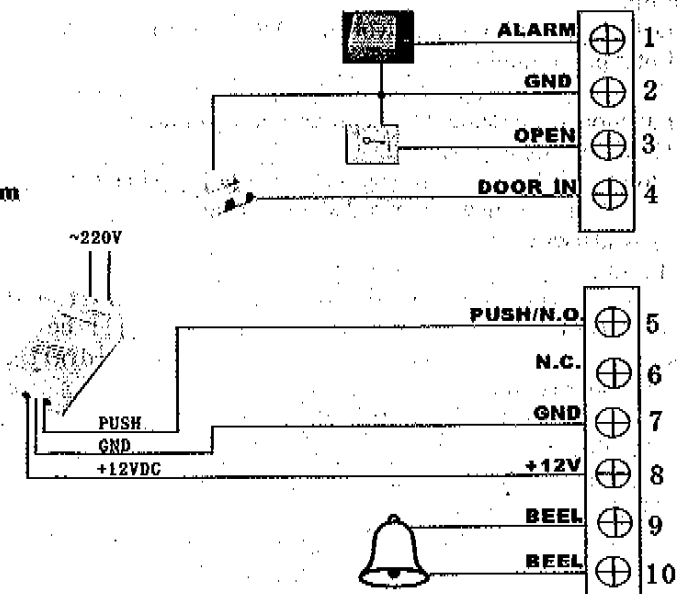 ALARM 1
GND 2
OPEN 3
DOOR_IN 4
m
~220V
PUSH/N.O. 5
N.C. 6
GND 7
PUSH
GND
+12VDC
+12V 8
BEEL 9
BEEL 10